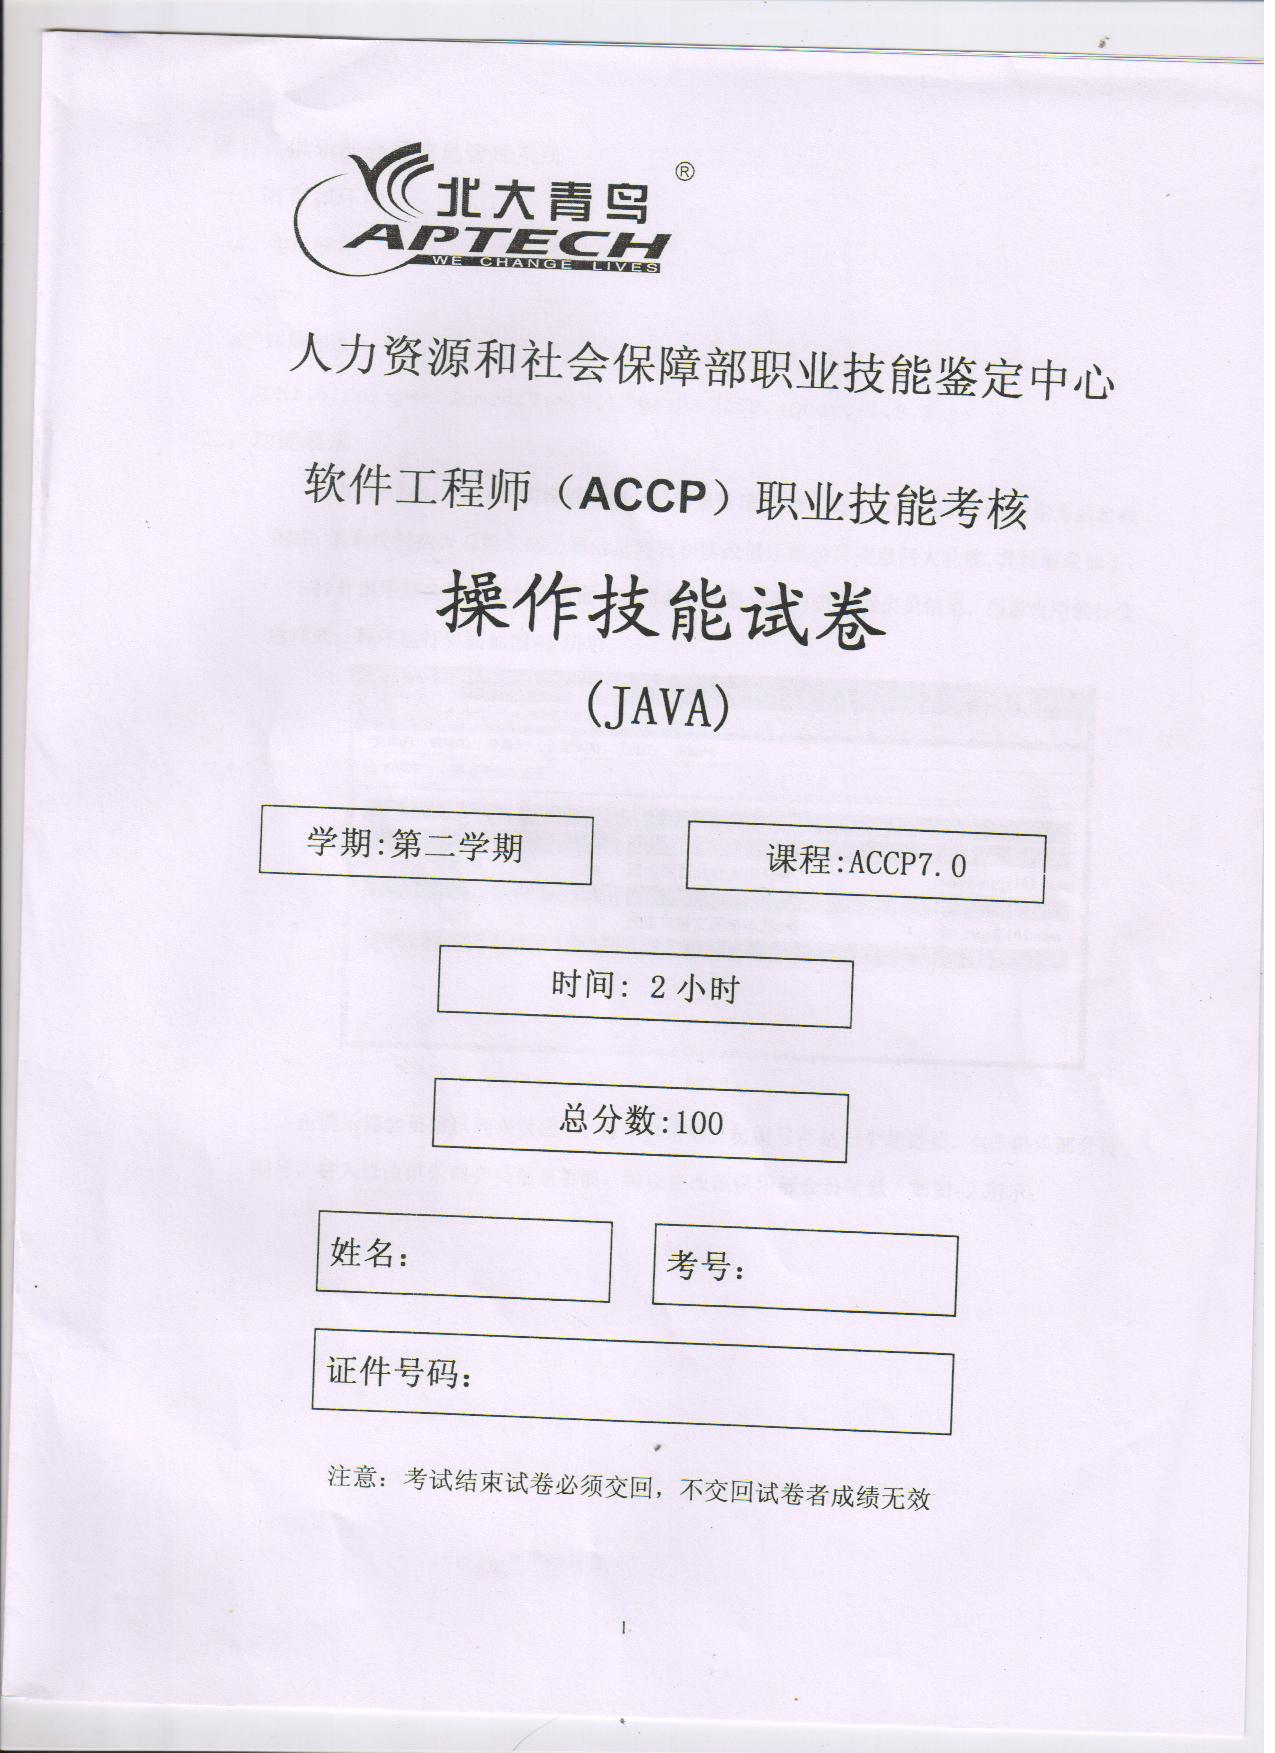 北大青鸟®
APTECH
WE CHANGE LIVES
人力资源和社会保障部职业技能鉴定中心
软件工程师（ACCP）职业技能考核
操作技能试卷
(JAVA)
学期:第二学期
课程:ACCP7.0
时间: 2小时
总分数:100
姓名:
考号:
证件号码:
注意：考试结束试卷必须交回，不交回试卷者成绩无效
1